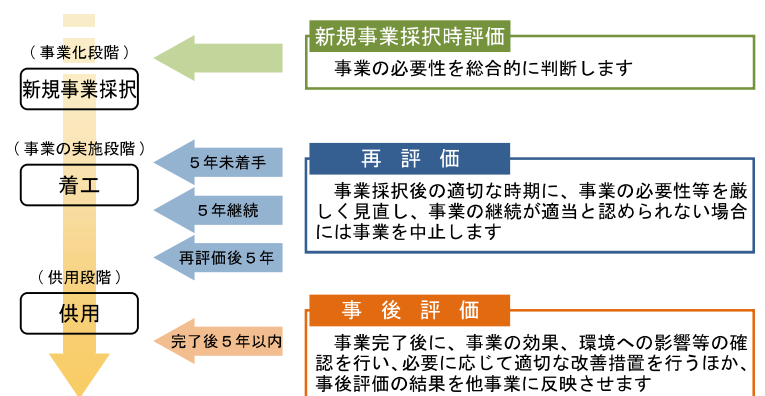 （事業化段階）
新規事業採択
（事業の実施段階）
着工
（供用段階）
供用
５年未着手
５年継続
再評価後５年
完了後５年以内
新規事業採択時評価
事業の必要性を総合的に判断します
再評価
事業採択後の適切な時期に、事業の必要性等を厳
しく見直し、事業の継続が適当と認められない場合
には事業を中止します
事後評価
事業完了後に、事業の効果、環境への影響等の確
認を行い、必要に応じて適切な改善措置を行うほか、
事後評価の結果を他事業に反映させます